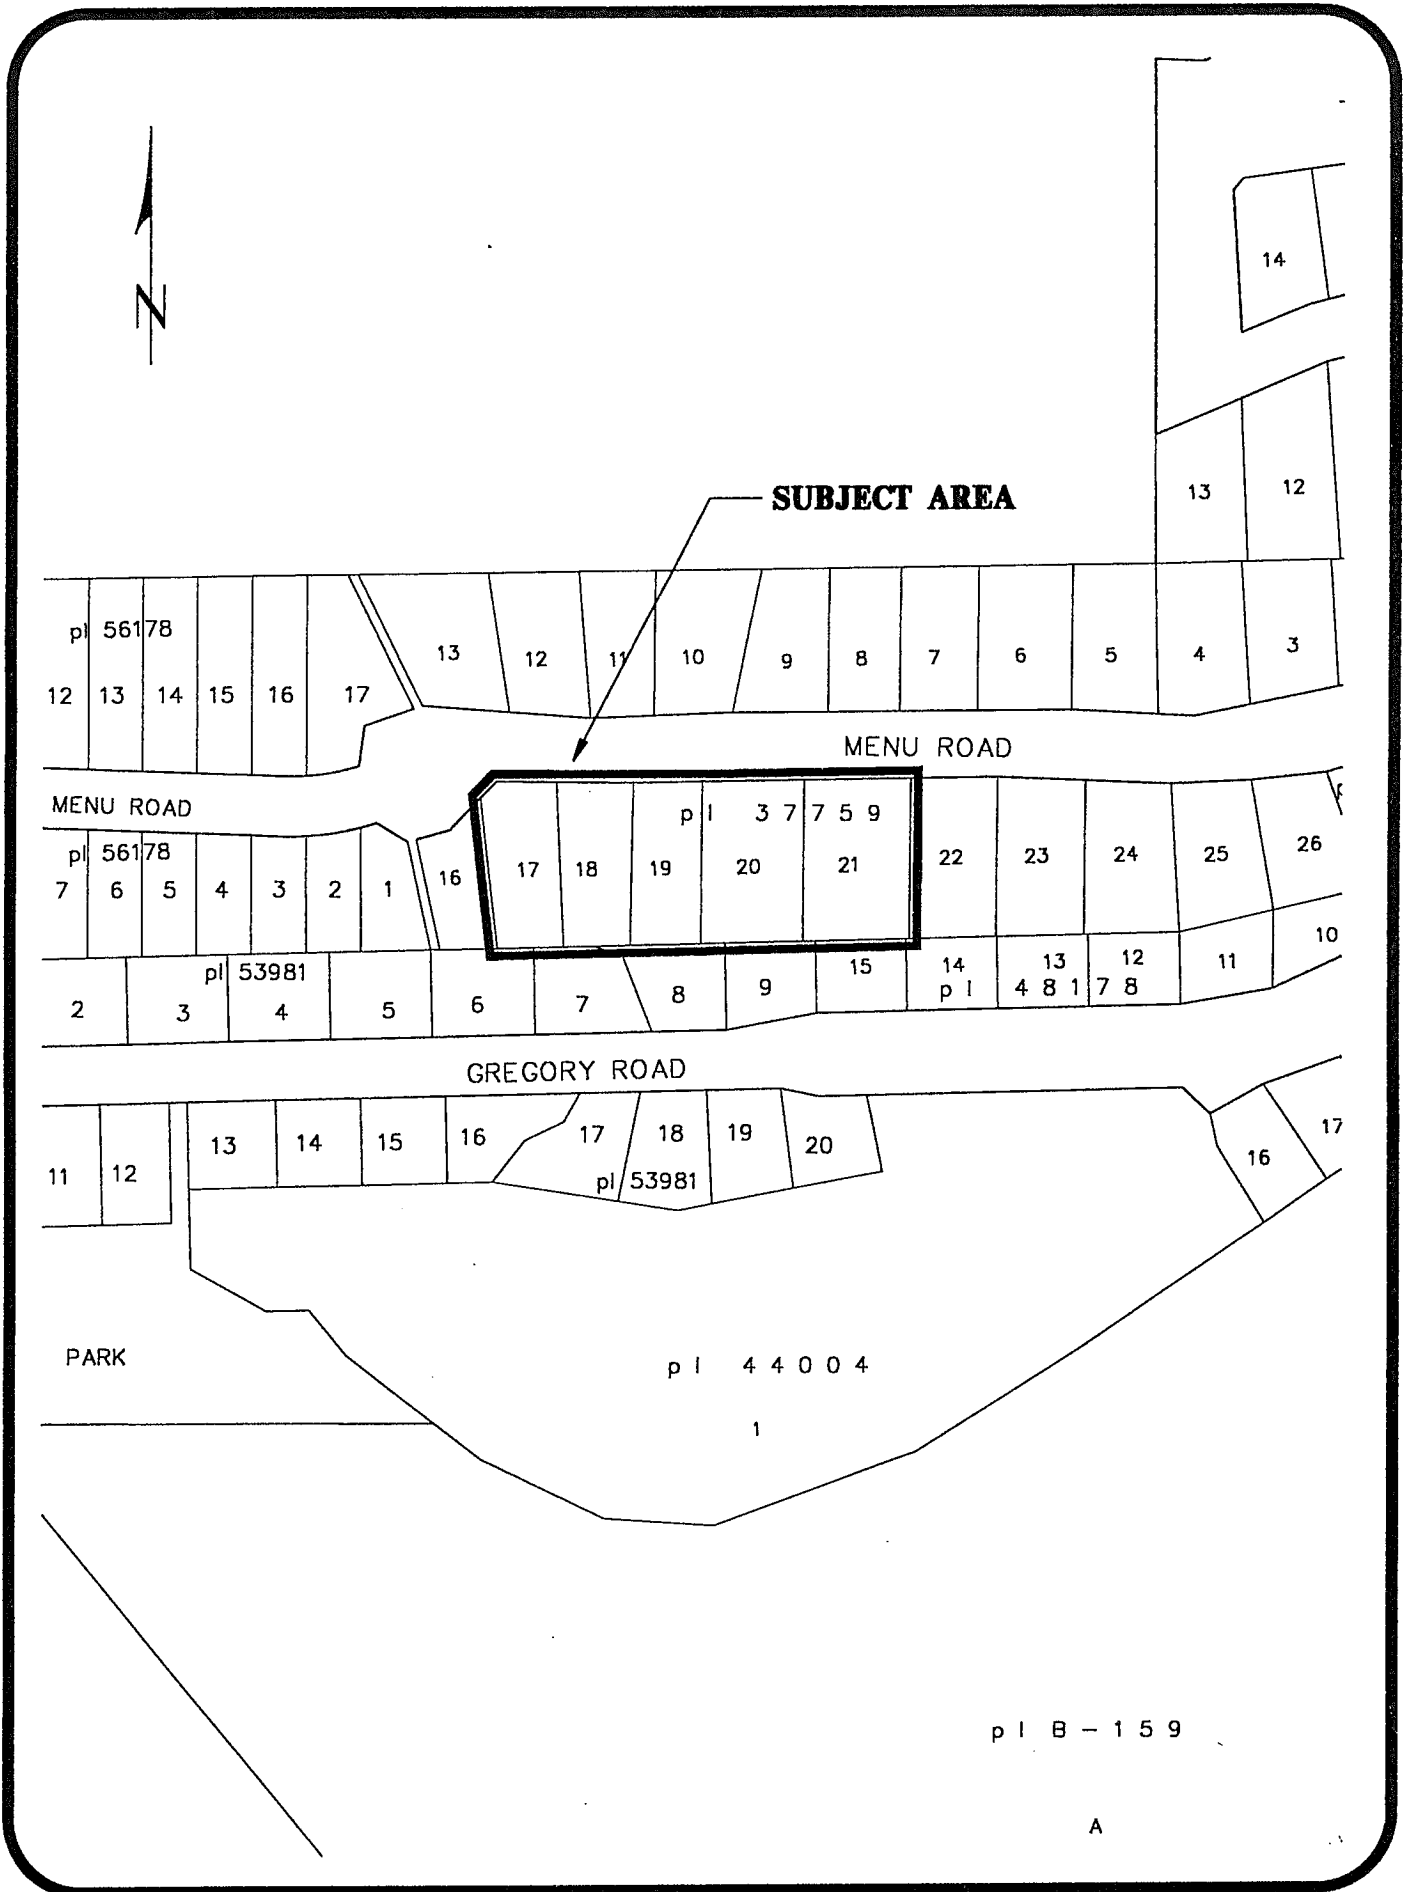 N
14
13 12
SUBJECT AREA
pl 56178
12 13 14 15 16 17
13 12 11 10 9 8 7 6 5 4 3
MENU ROAD
MENU ROAD
pl 37759
pl 56178
7 6 5 4 3 2 1 16 17 18 19 20 21 22 23 24 25 26
10
pl 53981
2 3 4 5 6 7 8 9 15 14 13 12 11
pl 48178
GREGORY ROAD
11 12 13 14 15 16 17 18 19 20
pl 53981
16 17
PARK
pl 44004
1
pl B-159
A